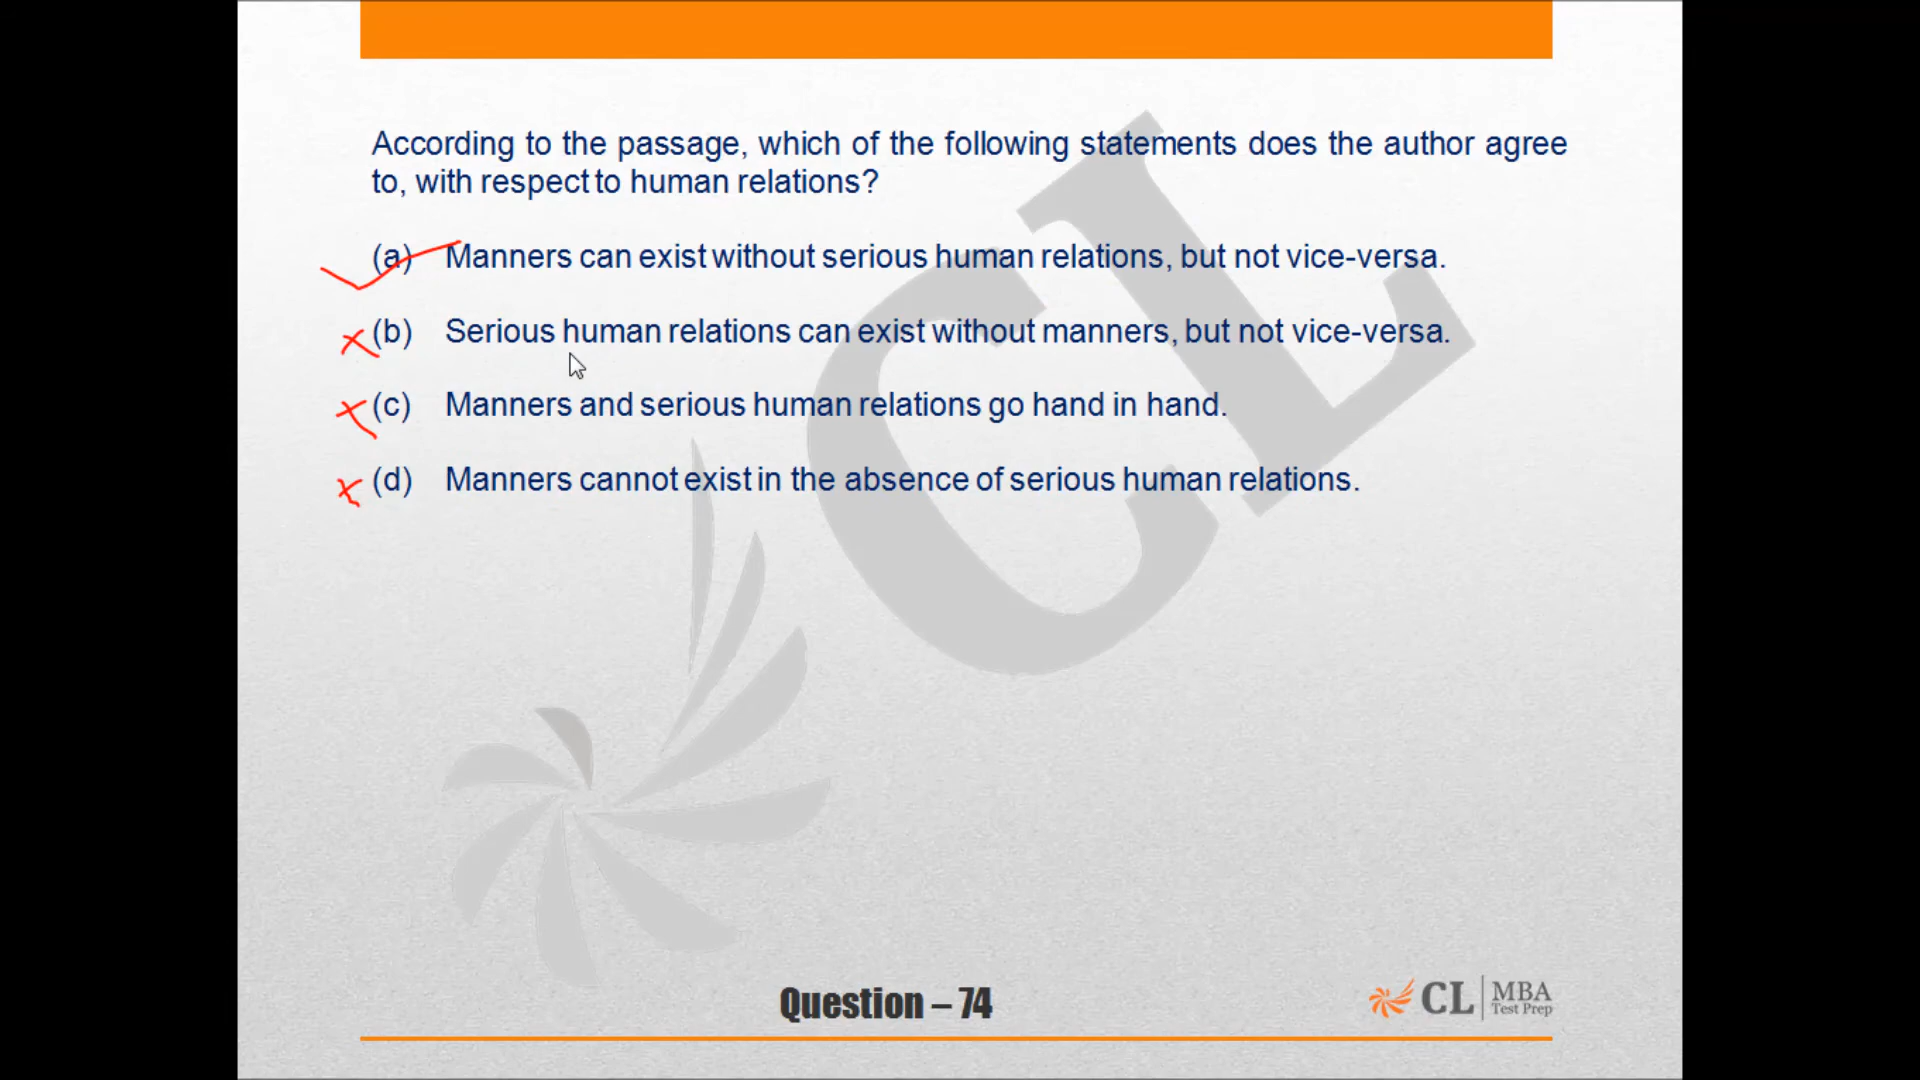 According to the passage, which of the following statements does the author agree
to, with respect to human relations?
(a) Manners can exist without serious human relations, but not vice-versa.
(b) Serious human relations can exist without manners, but not vice-versa.
(c) Manners and serious human relations go hand in hand.
(d) Manners cannot exist in the absence of serious human relations.
CL
Question – 74
CL MBA
Test Prep